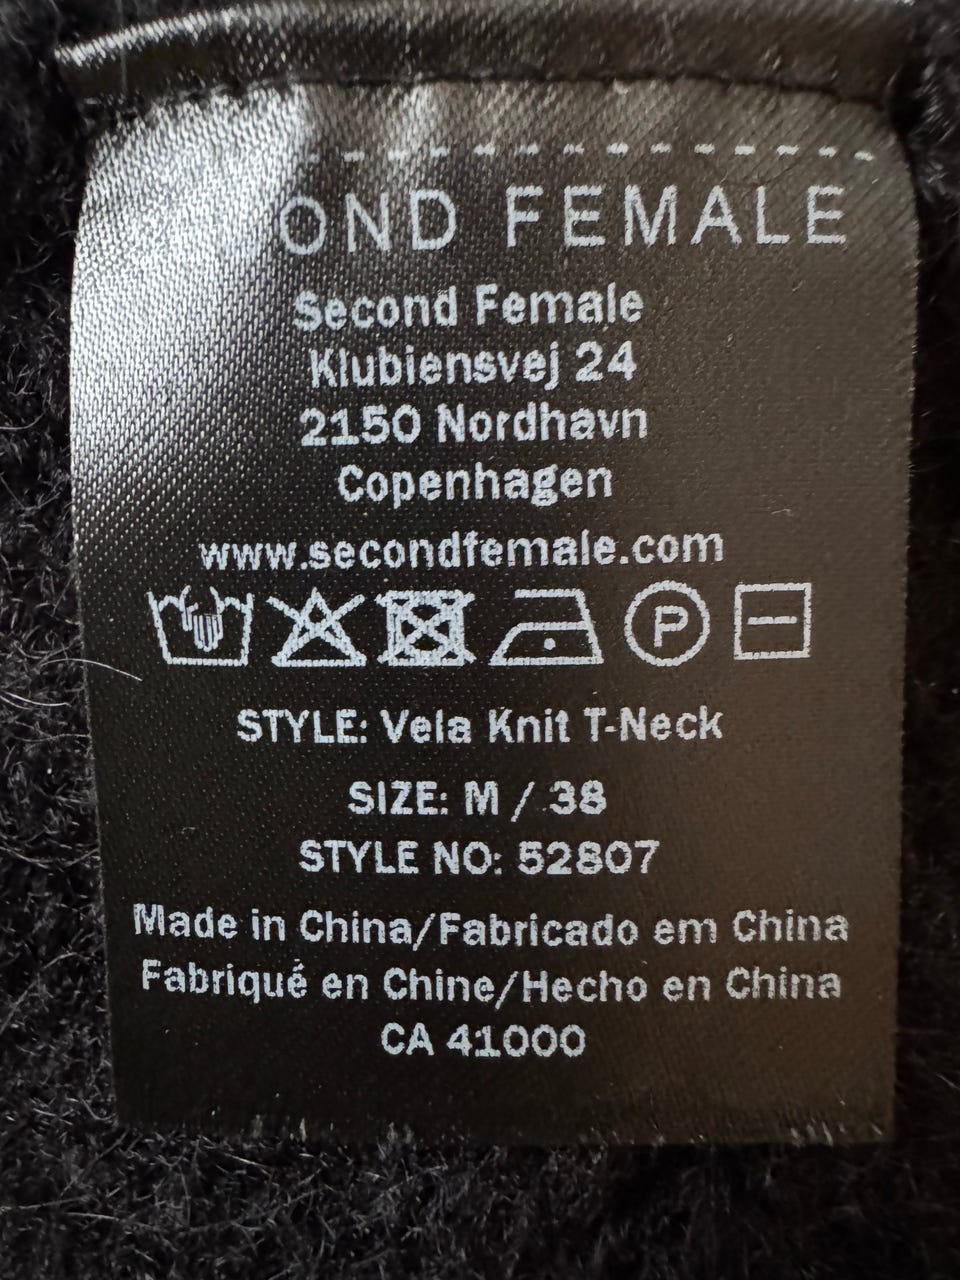 OND FEMALE
Second Female
Klubiensvej 24
2150 Nordhavn
Copenhagen
www.secondfemale.com
P
STYLE: Vela Knit T-Neck
SIZE: M / 38
STYLE NO: 52807
Made in China/Fabricado em China
Fabriqué en Chine/Hecho en China
CA 41000